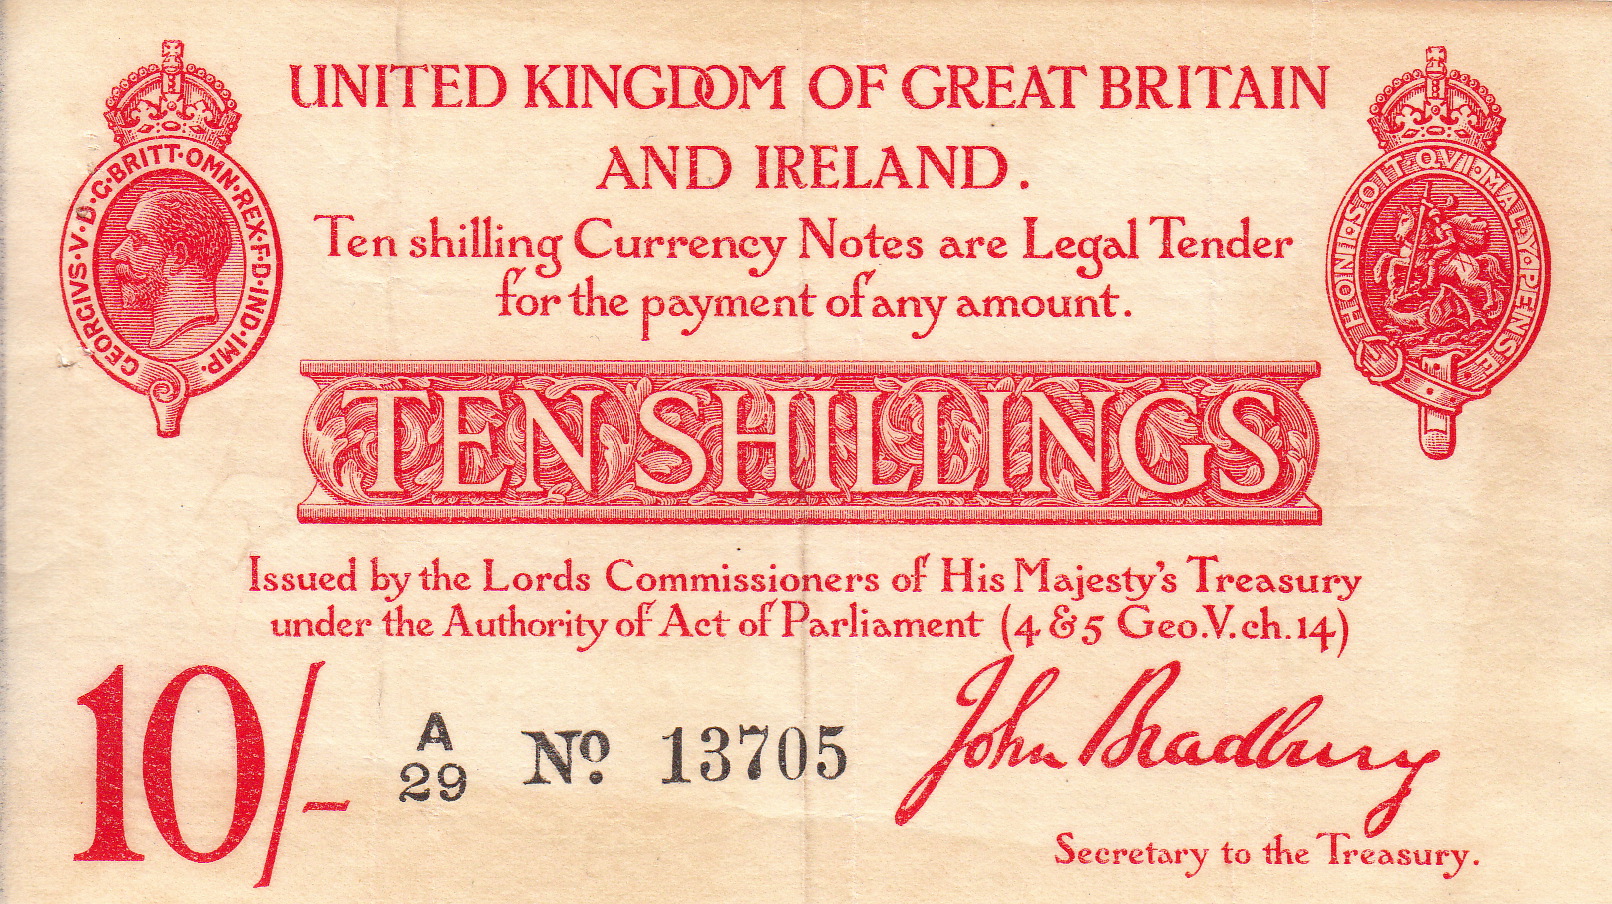 UNITED KINGDOM OF GREAT BRITAIN
AND IRELAND.
GEORGIVS·V·D·G·BRITT·OMN·REX·F·D·IND·IMP.
HONI·SOIT·QVI·MAL·Y·PENSE
Ten shilling Currency Notes are Legal Tender
for the payment of any amount.
TEN SHILLINGS
Issued by the Lords Commissioners of His Majesty's Treasury
under the Authority of Act of Parliament (4 & 5 Geo.V.ch.14)
10/-
A
29
Nº. 13705
John Bradbury
Secretary to the Treasury.